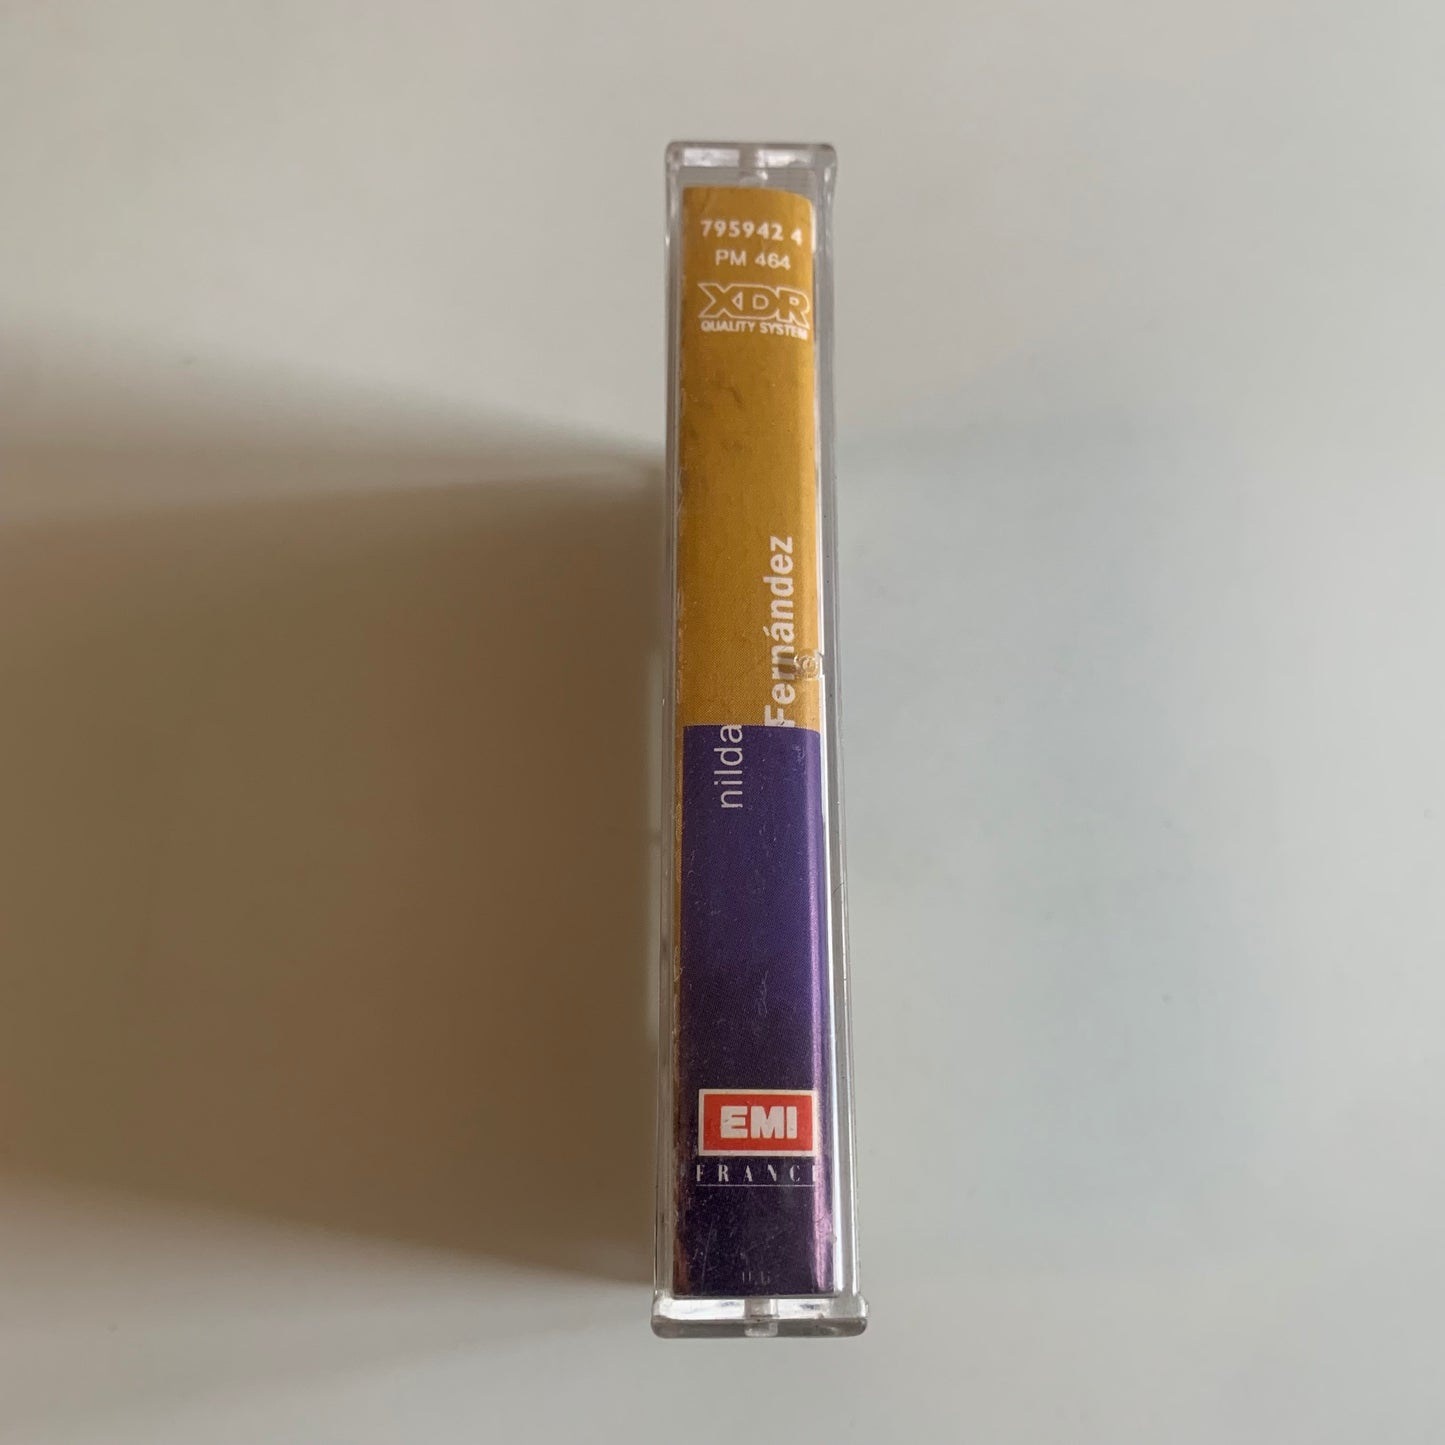 795942 4
PM 464
XDR
QUALITY SYSTEM
nilda
Fernández
EMI
FRANCE